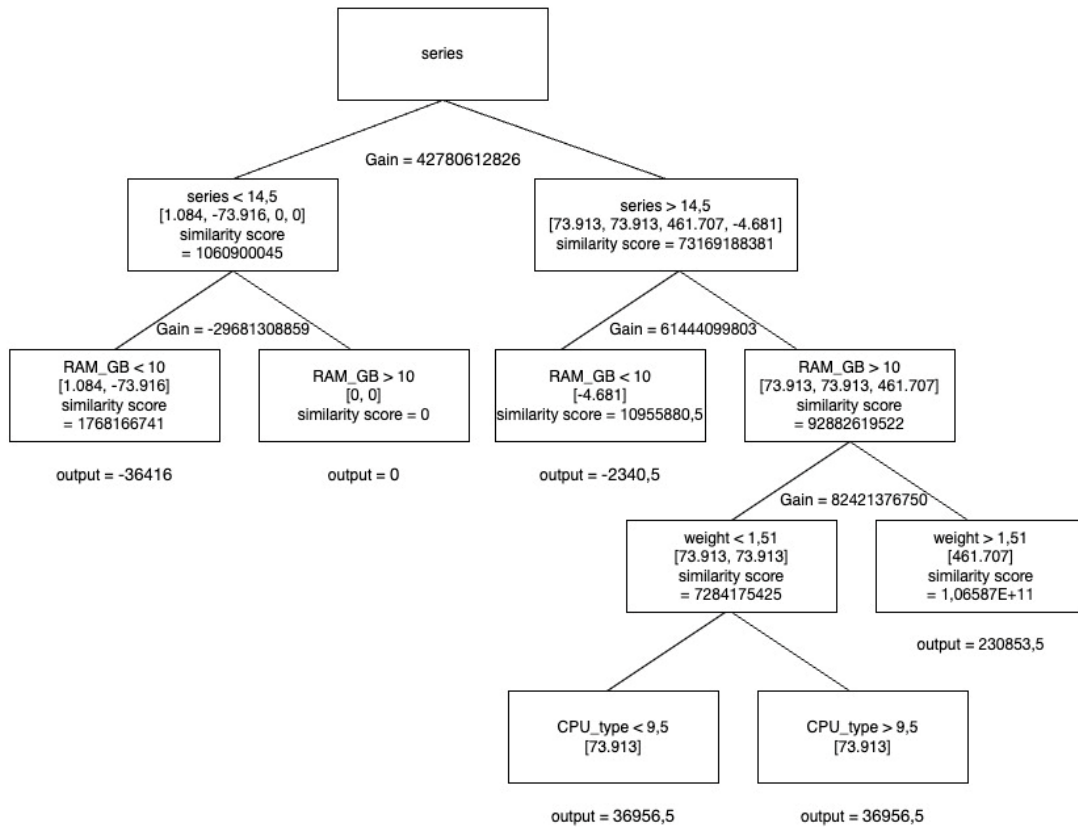 series
Gain = 42780612826
series < 14,5
[1.084, -73.916, 0, 0]
similarity score
= 1060900045
series > 14,5
[73.913, 73.913, 461.707, -4.681]
similarity score = 73169188381
Gain = -29681308859
Gain = 61444099803
RAM_GB < 10
[1.084, -73.916]
similarity score
= 1768166741
RAM_GB > 10
[0, 0]
similarity score = 0
RAM_GB < 10
[-4.681]
similarity score = 10955880,5
RAM_GB > 10
[73.913, 73.913, 461.707]
similarity score
= 92882619522
output = -36416
output = 0
output = -2340,5
Gain = 82421376750
weight < 1,51
[73.913, 73.913]
similarity score
= 7284175425
weight > 1,51
[461.707]
similarity score
= 1,06587E+11
output = 230853,5
CPU_type < 9,5
[73.913]
CPU_type > 9,5
[73.913]
output = 36956,5
output = 36956,5